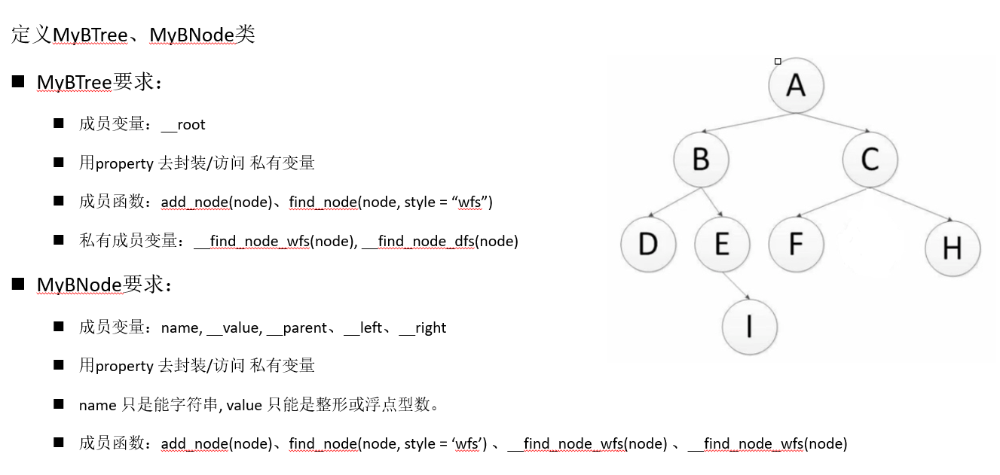 定义MyBTree、MyBNode类
■ MyBTree要求：
■ 成员变量：__root
■ 用property 去封装/访问 私有变量
■ 成员函数：add_node(node)、find_node(node, style = “wfs”)
■ 私有成员变量：__find_node_wfs(node), __find_node_dfs(node)
■ MyBNode要求：
■ 成员变量：name, __value, __parent、__left、__right
■ 用property 去封装/访问 私有变量
■ name 只是能字符串, value 只能是整形或浮点型数。
■ 成员函数：add_node(node)、find_node(node, style = ‘wfs’) 、__find_node_wfs(node) 、__find_node_wfs(node)
A
B C
D E F H
I